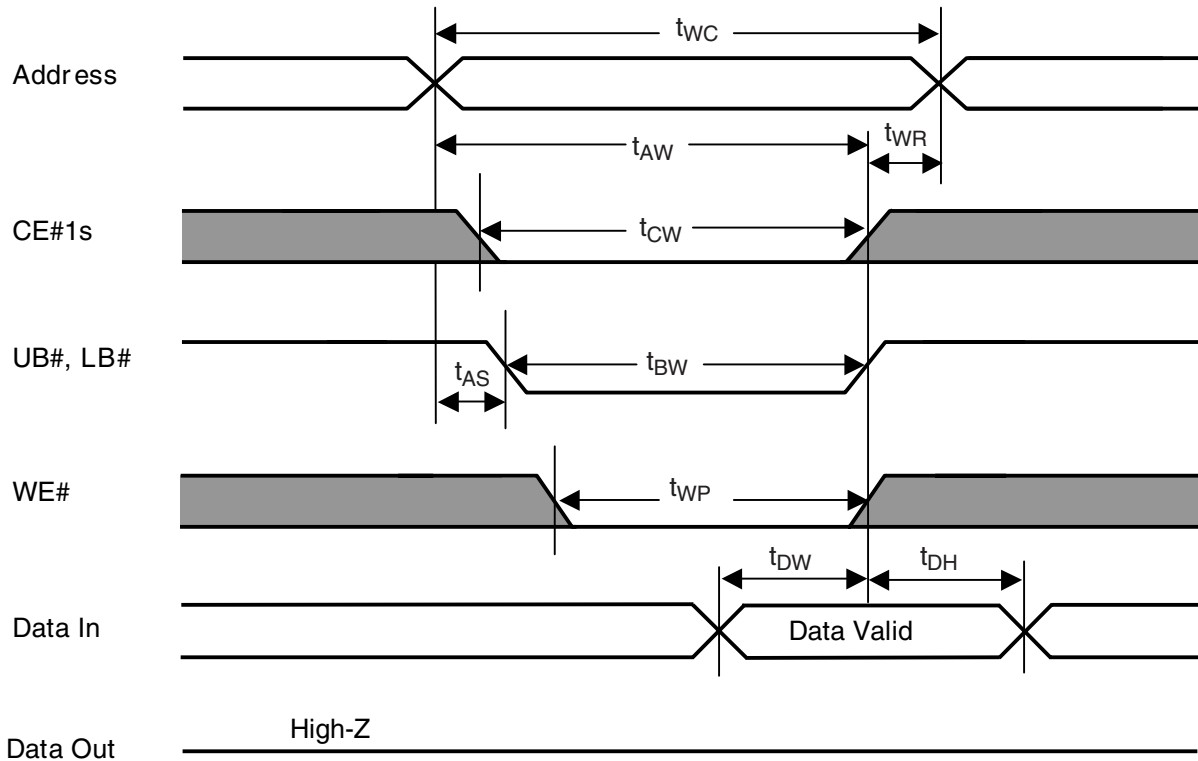 tWC
Address
tAW
tWR
CE#1s
tCW
UB#, LB#
tAS
tBW
WE#
tWP
tDW
tDH
Data In
Data Valid
High-Z
Data Out